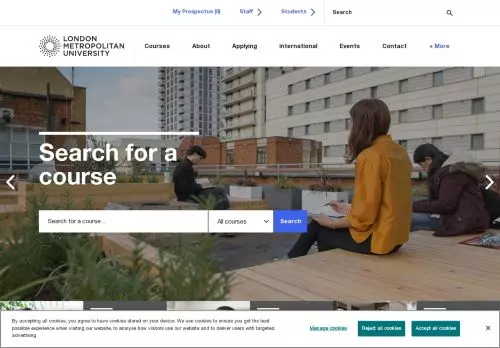 My Prospectus (0)
Staff
Students
Search
LONDON
METROPOLITAN
UNIVERSITY
Courses
About
Applying
International
Events
Contact
+ More
Search for a
course
Search for a course...
All courses
Search
By accepting all cookies, you agree to have cookies stored on your device. We use cookies to ensure you get the best
possible experience when visiting our website, to analyse how visitors use our website and to deliver users with targeted
advertising.
Manage cookies
Reject all cookies
Accept all cookies